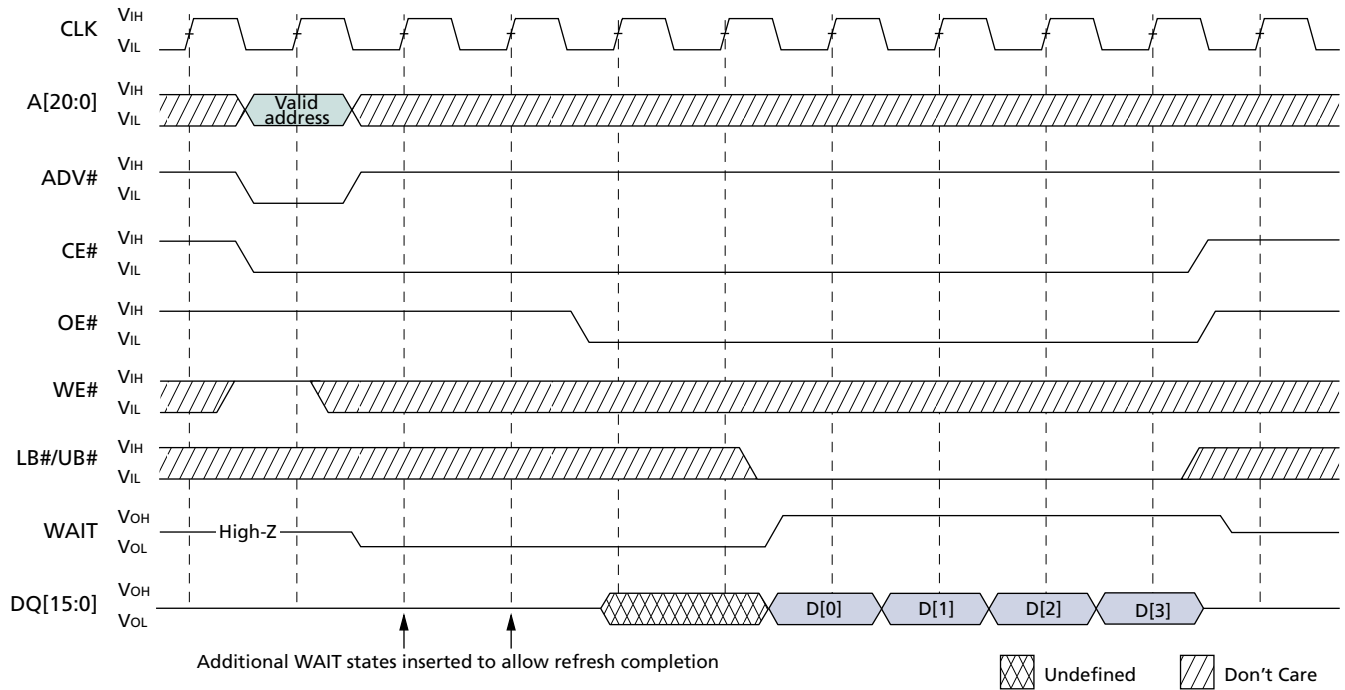 CLK VIH
VIL
A[20:0] VIH
VIL
Valid
address
ADV# VIH
VIL
CE# VIH
VIL
OE# VIH
VIL
WE# VIH
VIL
LB#/UB# VIH
VIL
WAIT VOH
VOL
High-Z
DQ[15:0] VOH
VOL
D[0] D[1] D[2] D[3]
Additional WAIT states inserted to allow refresh completion
Undefined Don't Care